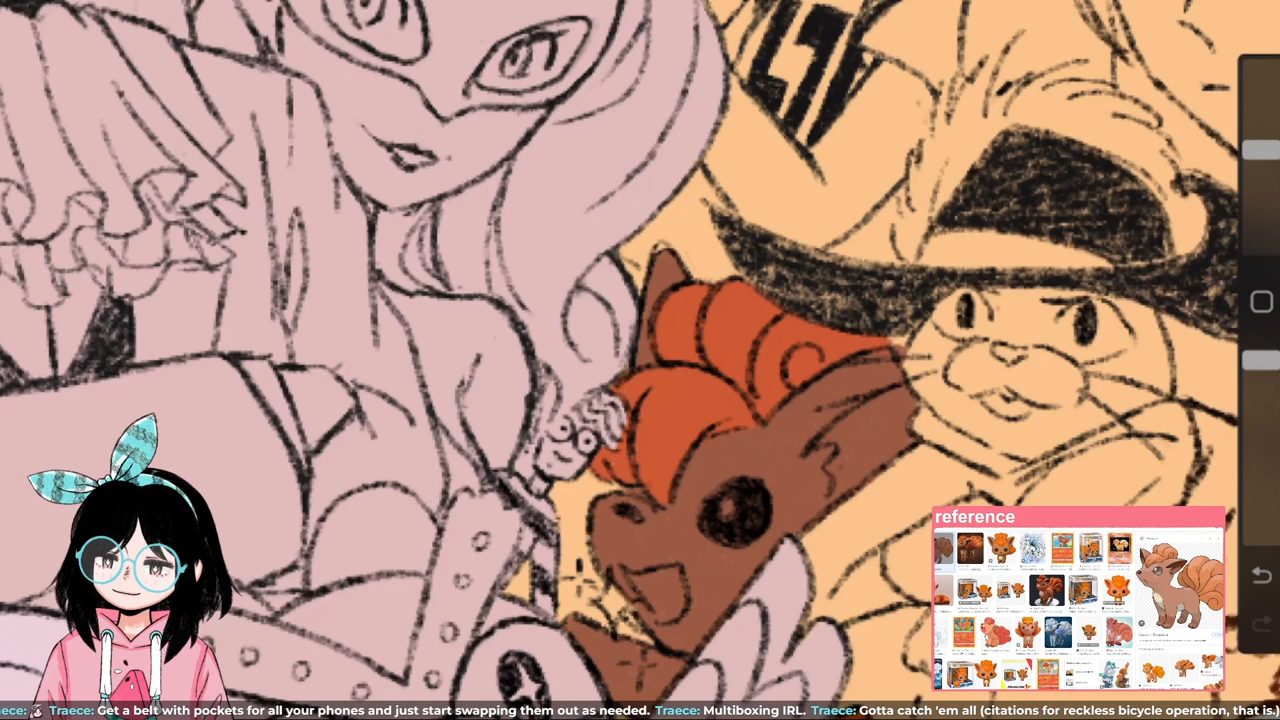 reference
ece: Traece: Get a belt with pockets for all your phones and just start swapping them out as needed. Traece: Multiboxing IRL. Traece: Gotta catch 'em all (citations for reckless bicycle operation, that is.)